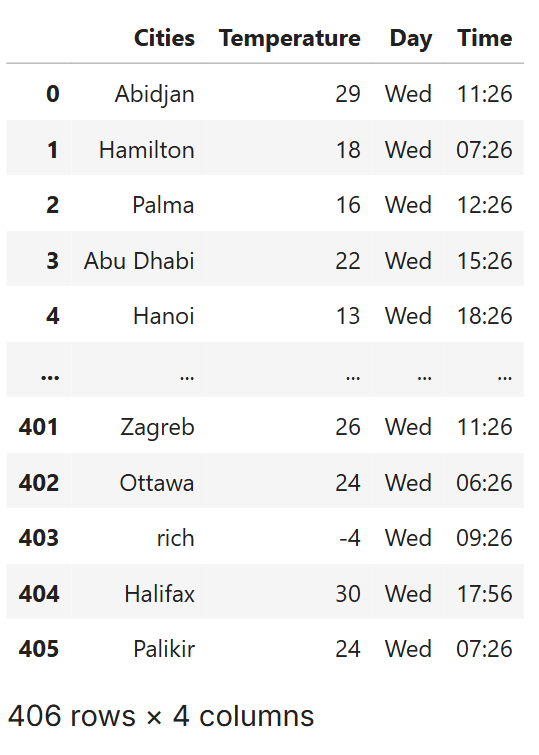 Cities Temperature Day Time
0 Abidjan 29 Wed 11:26
1 Hamilton 18 Wed 07:26
2 Palma 16 Wed 12:26
3 Abu Dhabi 22 Wed 15:26
4 Hanoi 13 Wed 18:26
... ... ... ... ...
401 Zagreb 26 Wed 11:26
402 Ottawa 24 Wed 06:26
403 rich -4 Wed 09:26
404 Halifax 30 Wed 17:56
405 Palikir 24 Wed 07:26
406 rows × 4 columns